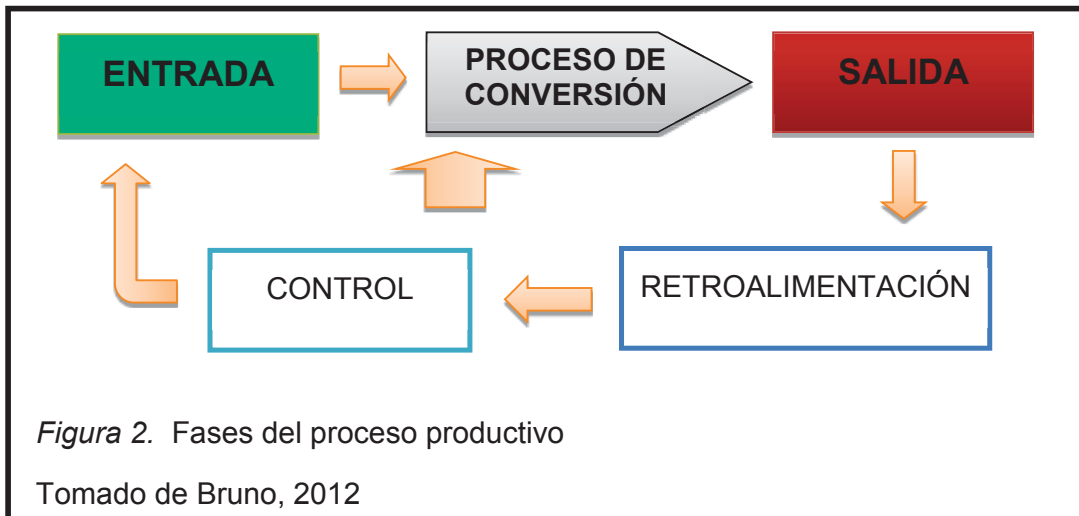 ENTRADA
PROCESO DE
CONVERSIÓN
SALIDA
CONTROL
RETROALIMENTACIÓN
Figura 2. Fases del proceso productivo
Tomado de Bruno, 2012